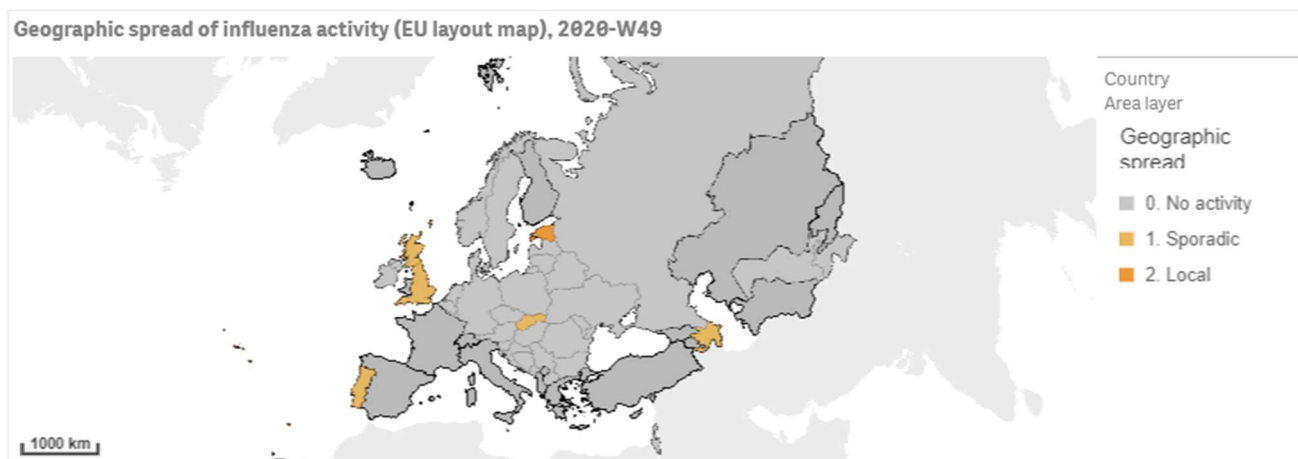 Geographic spread of influenza activity (EU layout map), 2020-W49
Country
Area layer
Geographic
spread
0. No activity
1. Sporadic
2. Local
1000 km